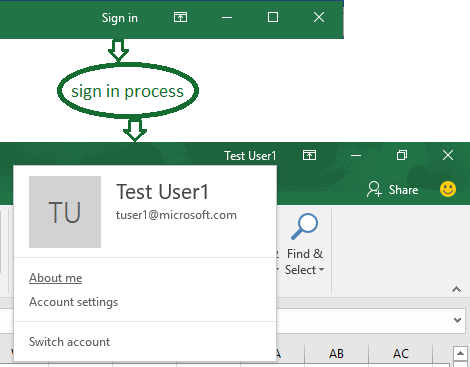 Sign in
sign in process
Test User1
Share
TU
Test User1
tuser1@microsoft.com
Find &
Select
About me
Account settings
Switch account
AB
AC